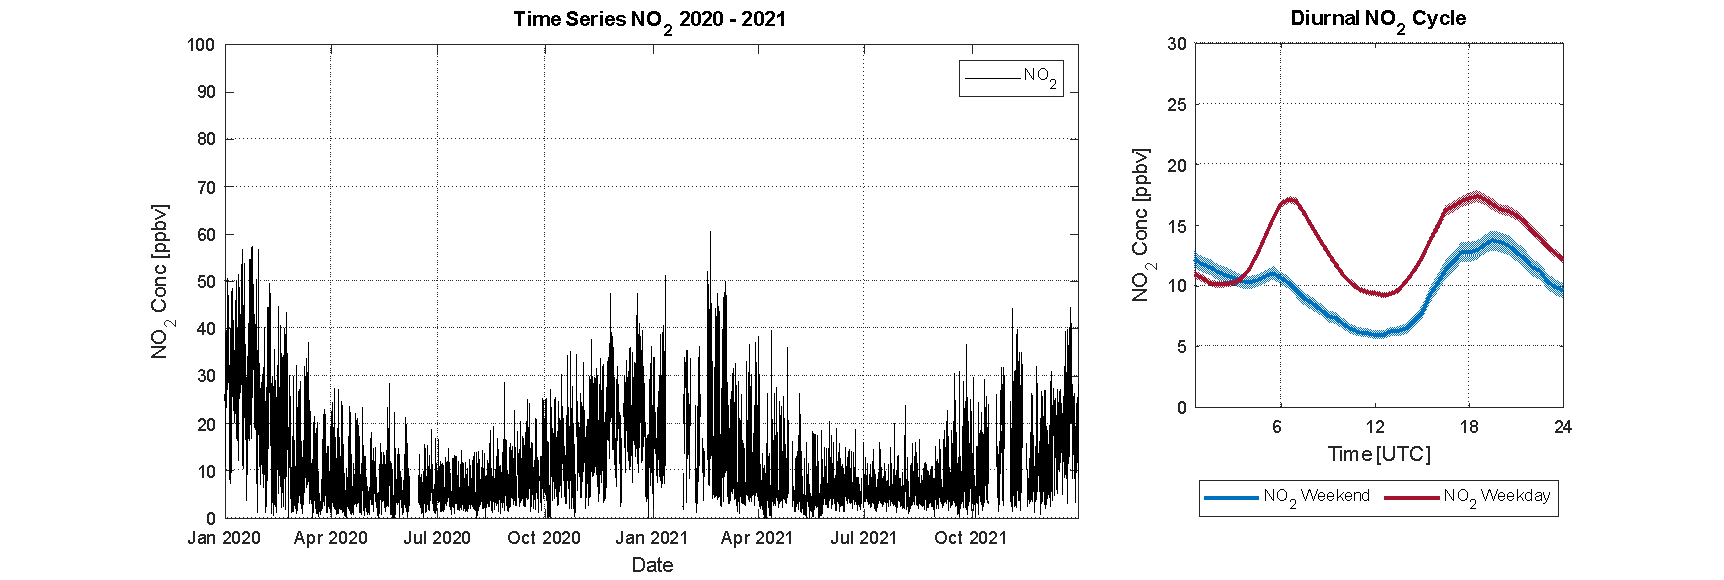 Time Series NO2 2020 - 2021
NO2 Conc [ppbv]
100
90
80
70
60
50
40
30
20
10
0
NO2
Jan 2020 Apr 2020 Jul 2020 Oct 2020 Jan 2021 Apr 2021 Jul 2021 Oct 2021
Date
Diurnal NO2 Cycle
NO2 Conc [ppbv]
30
25
20
15
10
5
0
6 12 18 24
Time [UTC]
NO2 Weekend NO2 Weekday